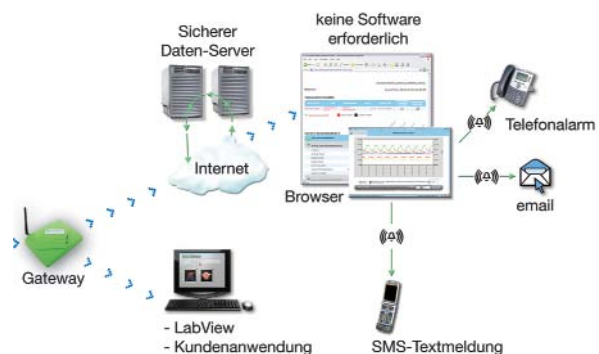 Sicherer
Daten-Server
keine Software
erforderlich
Telefonalarm
Internet
Browser
email
Gateway
- LabView
- Kundenanwendung
SMS-Textmeldung